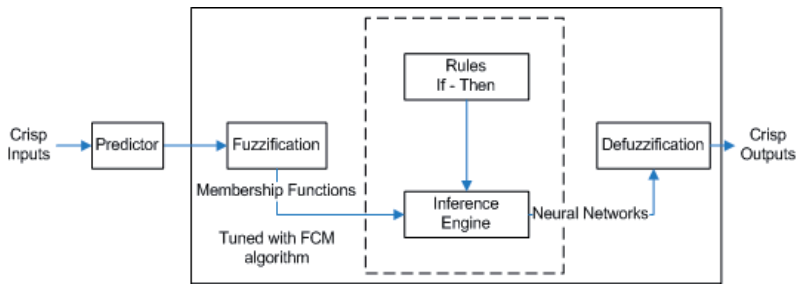 Crisp
Inputs
Predictor
Fuzzification
Membership Functions
Tuned with FCM
algorithm
Rules
If - Then
Inference
Engine
Neural Networks
Defuzzification
Crisp
Outputs